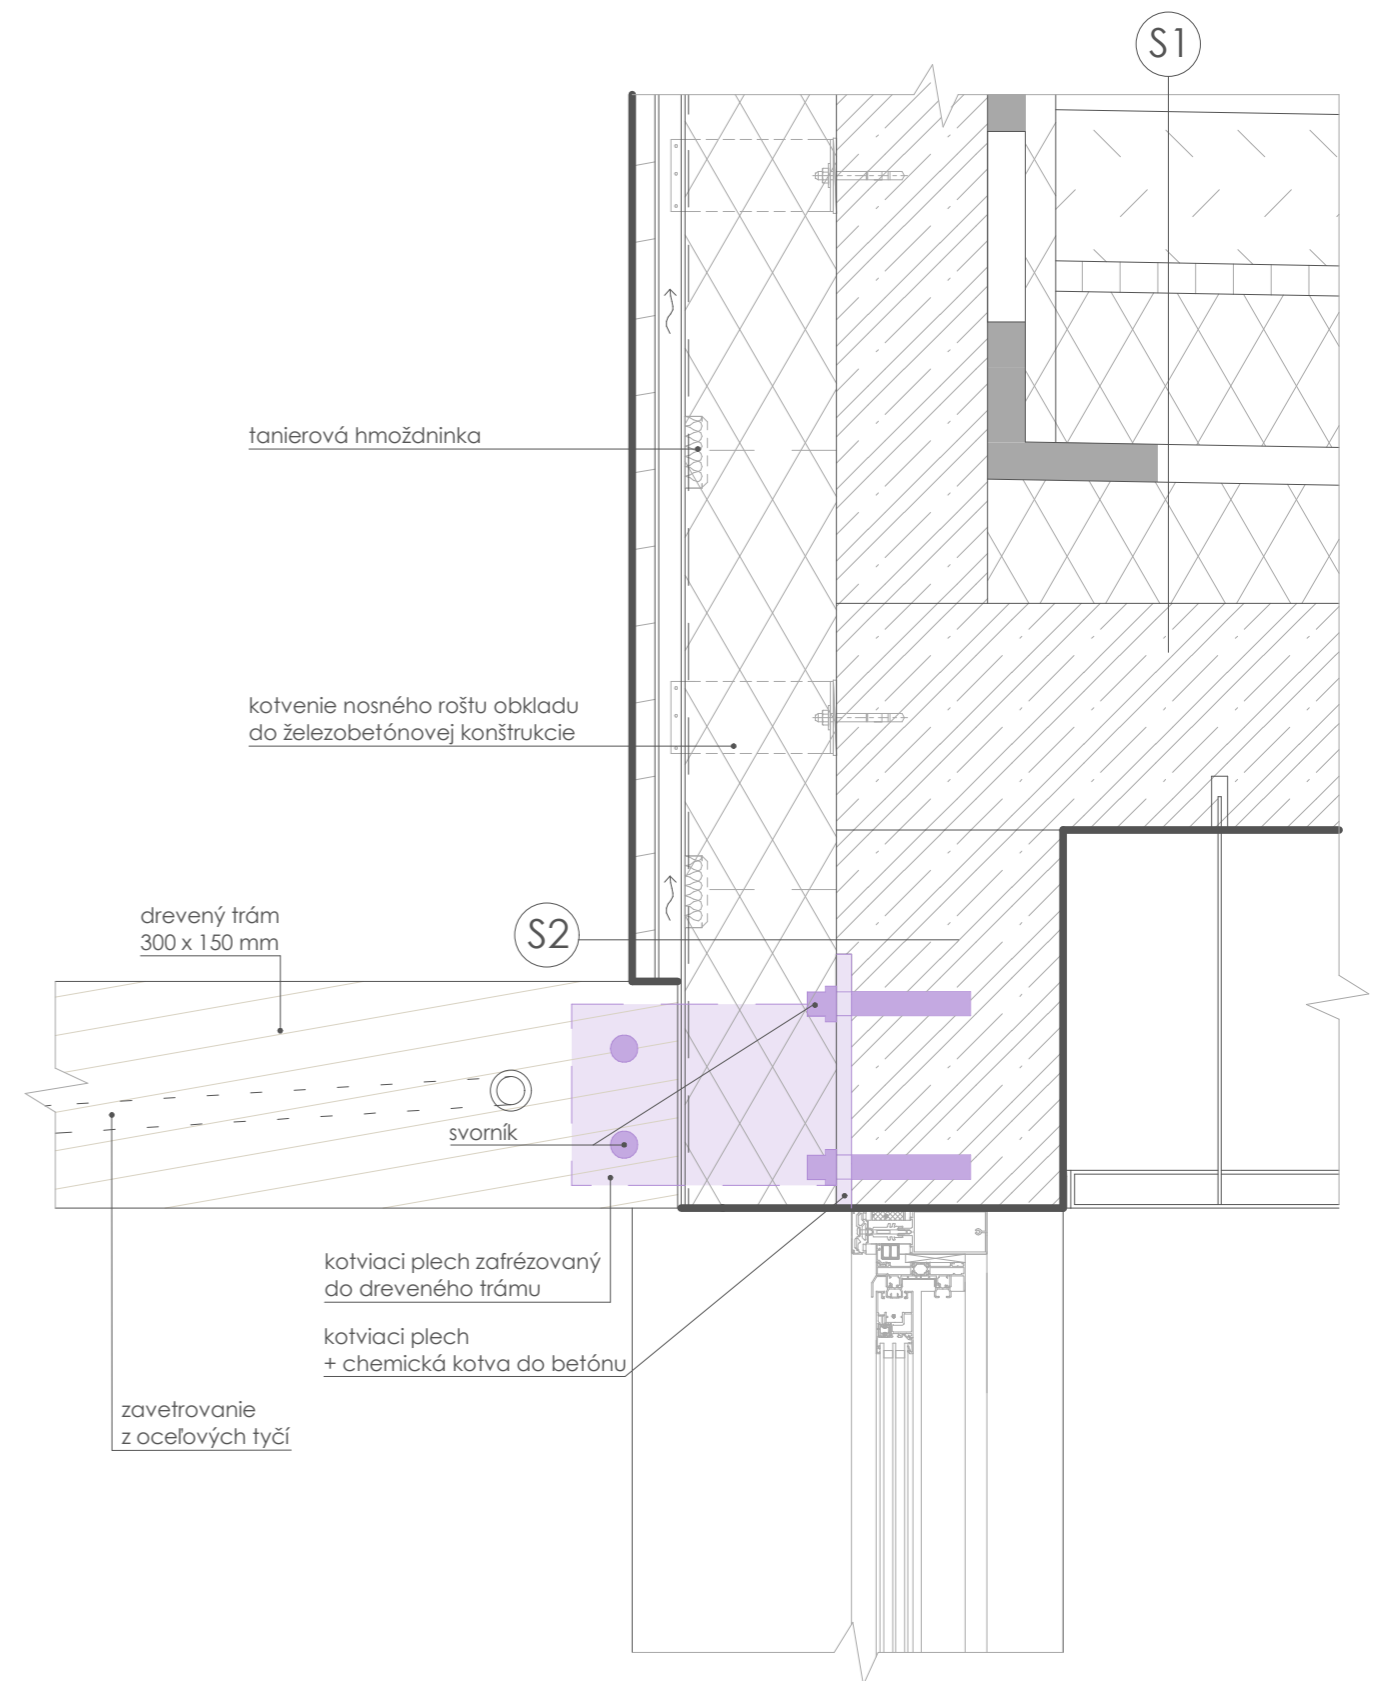 S1
tanierová hmoždninka
kotvenie nosného roštu obkladu
do železobetónovej konštrukcie
drevený trám
300 x 150 mm
S2
svorník
kotviaci plech zafrézovaný
do dreveného trámu
kotviaci plech
+ chemická kotva do betónu
zavetrovanie
z oceľových tyčí